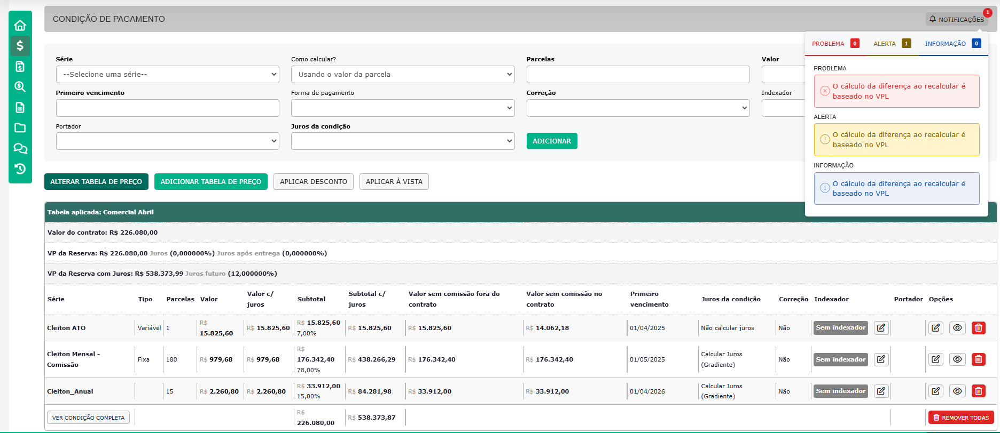 CONDIÇÃO DE PAGAMENTO
NOTIFICAÇÕES
1
PROBLEMA 0
ALERTA 1
INFORMAÇÃO 0
PROBLEMA
O cálculo da diferença ao recalcular é
baseado no VPL
ALERTA
O cálculo da diferença ao recalcular é
baseado no VPL
INFORMAÇÃO
O cálculo da diferença ao recalcular é
baseado no VPL
Série
--Selecione uma série--
Como calcular?
Usando o valor da parcela
Parcelas
Valor
Primeiro vencimento
Forma de pagamento
Correção
Indexador
Portador
Juros da condição
ADICIONAR
ALTERAR TABELA DE PREÇO
ADICIONAR TABELA DE PREÇO
APLICAR DESCONTO
APLICAR À VISTA
Tabela aplicada: Comercial Abril
Valor do contrato: R$ 226.080,00
VP da Reserva: R$ 226.080,00 Juros (0,000000%) Juros após entrega (0,000000%)
VP da Reserva com Juros: R$ 538.373,99 Juros futuro (12,000000%)
Série
Tipo
Parcelas
Valor
Valor c/
juros
Subtotal
Subtotal c/
juros
Valor sem comissão fora do
contrato
Valor sem comissão no
contrato
Primeiro
vencimento
Juros da condição
Correção
Indexador
Portador
Opções
Cleiton ATO
Variável
1
R$
15.825,60
R$ 15.825,60
R$ 15.825,60
7,00%
R$ 15.825,60
R$ 15.825,60
R$ 14.062,18
01/04/2025
Não calcular juros
Não
Sem indexador
Cleiton Mensal -
Comissão
Fixa
180
R$ 979,68
R$ 979,68
R$
176.342,40
78,00%
R$ 438.266,29
R$ 176.342,40
R$ 176.342,40
01/05/2025
Calcular Juros
(Gradiente)
Não
Sem indexador
Cleiton_Anual
15
R$ 2.260,80
R$ 2.260,80
R$ 33.912,00
15,00%
R$ 84.281,98
R$ 33.912,00
R$ 33.912,00
01/04/2026
Calcular Juros
(Gradiente)
Não
Sem indexador
VER CONDIÇÃO COMPLETA
R$
226.080,00
R$ 538.373,87
REMOVER TODAS